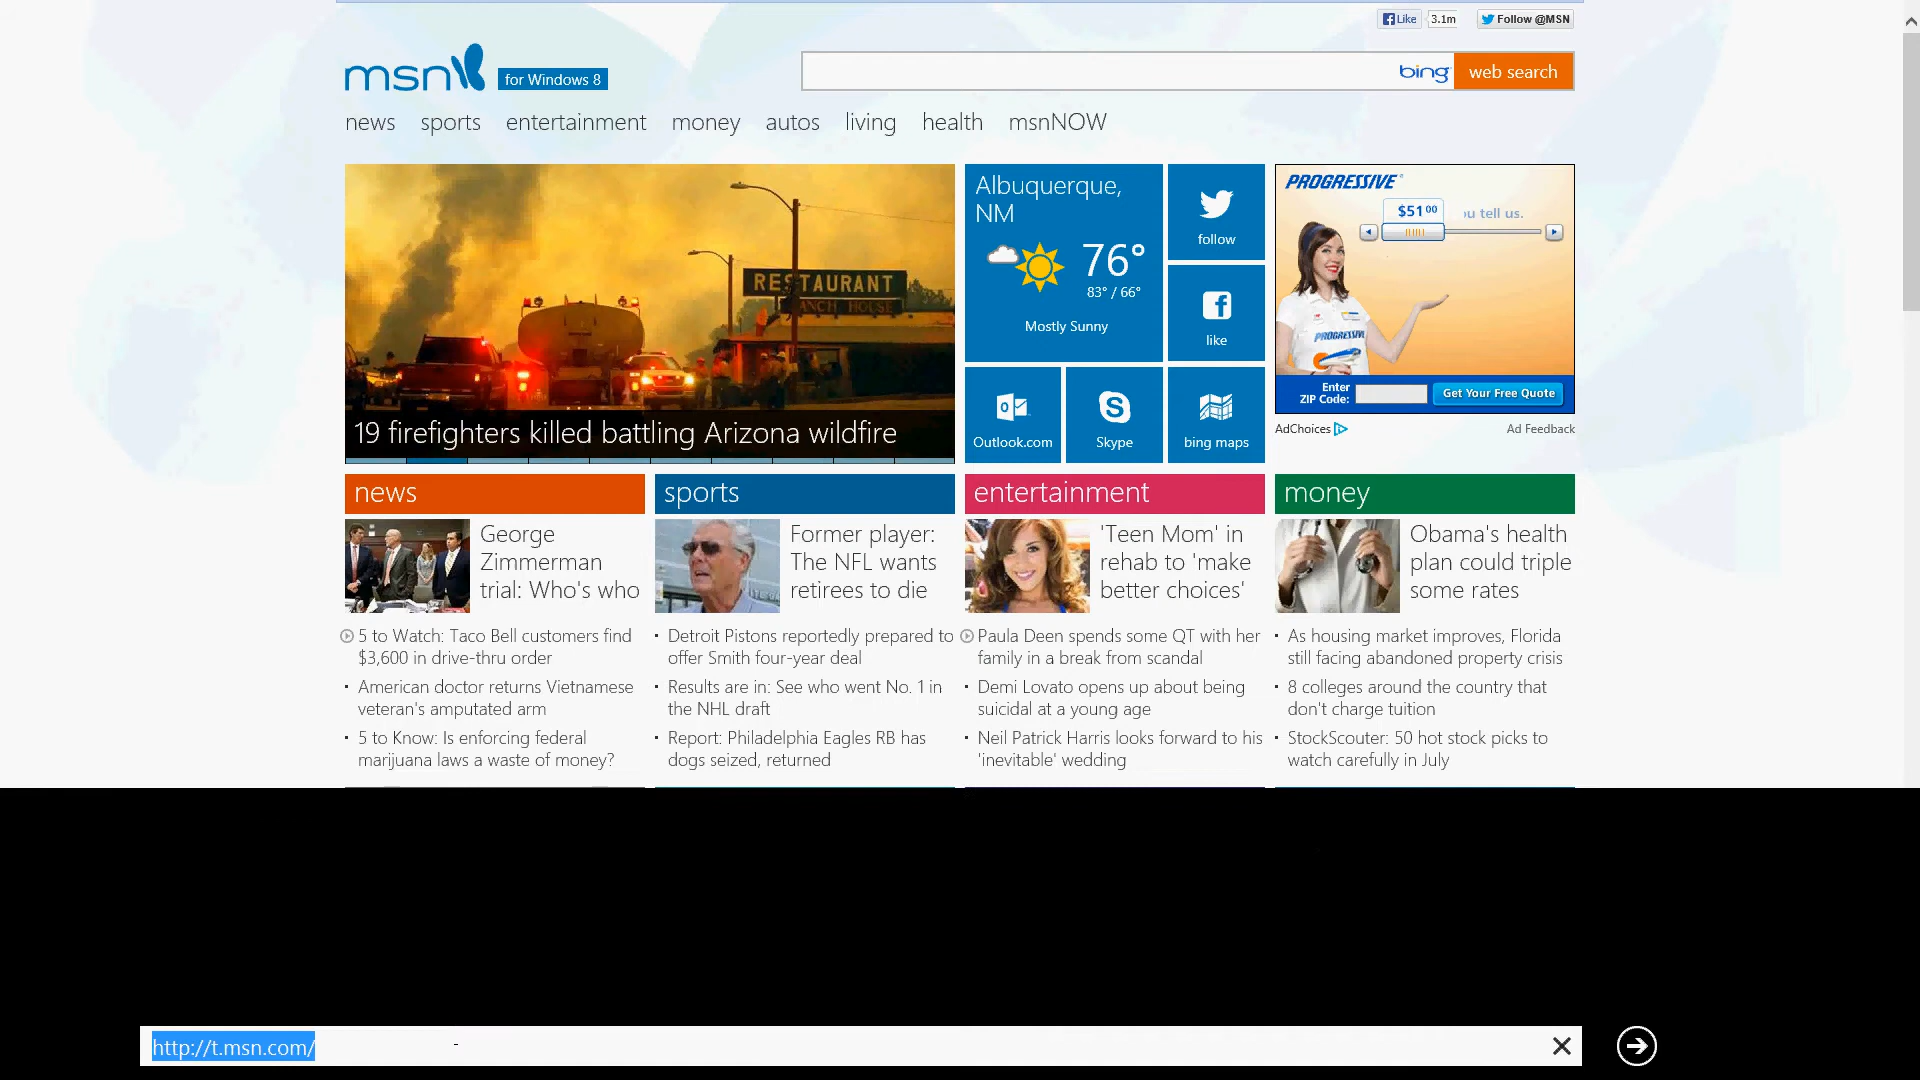 Like 3.1m Follow @MSN
msn for Windows 8 bing web search
news sports entertainment money autos living health msnNOW
RESTAURANT
19 firefighters killed battling Arizona wildfire
Albuquerque,
NM
76°
83° / 66°
Mostly Sunny
follow
like
Outlook.com
Skype
bing maps
PROGRESSIVE
$51 00
ou tell us.
PROGRESSIVE
Enter
ZIP Code:
Get Your Free Quote
AdChoices
Ad Feedback
news
George
Zimmerman
trial: Who's who
5 to Watch: Taco Bell customers find
$3,600 in drive-thru order
American doctor returns Vietnamese
veteran's amputated arm
5 to Know: Is enforcing federal
marijuana laws a waste of money?
sports
Former player:
The NFL wants
retirees to die
Detroit Pistons reportedly prepared to
offer Smith four-year deal
Results are in: See who went No. 1 in
the NHL draft
Report: Philadelphia Eagles RB has
dogs seized, returned
entertainment
'Teen Mom' in
rehab to 'make
better choices'
Paula Deen spends some QT with her
family in a break from scandal
Demi Lovato opens up about being
suicidal at a young age
Neil Patrick Harris looks forward to his
'inevitable' wedding
money
Obama's health
plan could triple
some rates
As housing market improves, Florida
still facing abandoned property crisis
8 colleges around the country that
don't charge tuition
StockScouter: 50 hot stock picks to
watch carefully in July
http://t.msn.com/